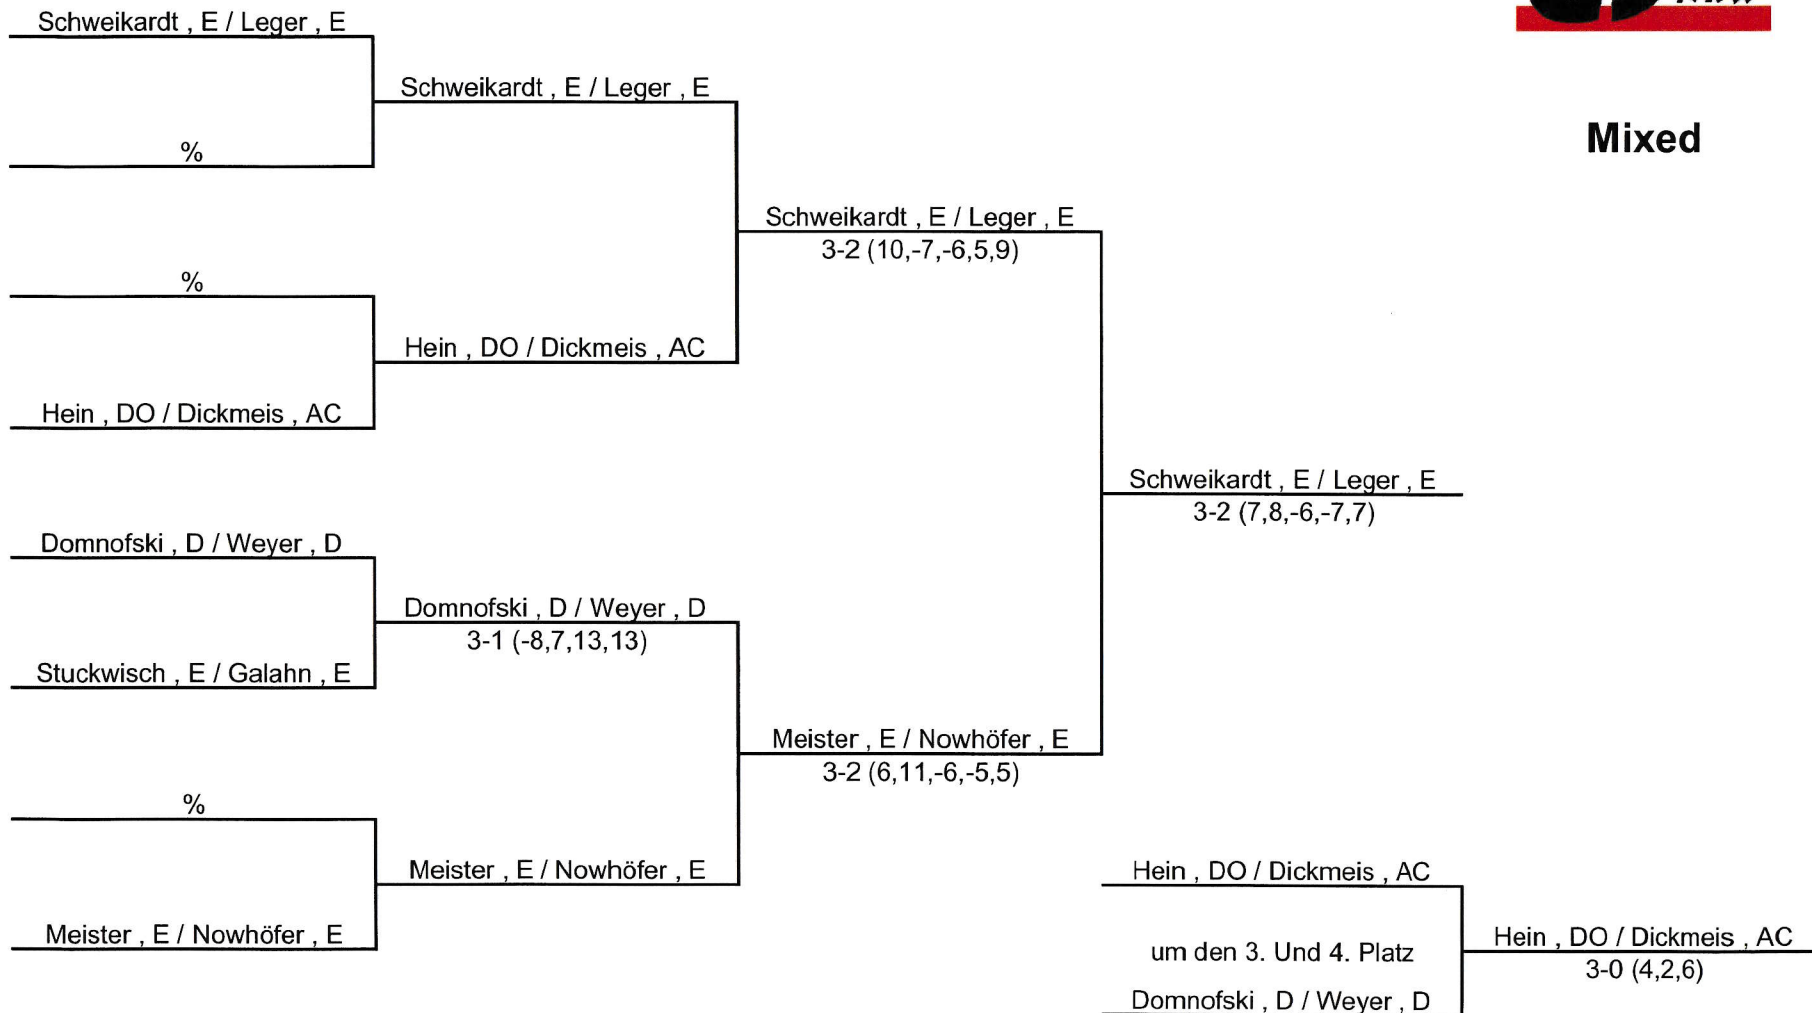 Schweikardt , E / Leger , E
%
%
Hein , DO / Dickmeis , AC
Domnofski , D / Weyer , D
Stuckwisch , E / Galahn , E
%
Meister , E / Nowhöfer , E
Schweikardt , E / Leger , E
Hein , DO / Dickmeis , AC
Domnofski , D / Weyer , D
3-1 (-8,7,13,13)
Meister , E / Nowhöfer , E
Schweikardt , E / Leger , E
3-2 (10,-7,-6,5,9)
Meister , E / Nowhöfer , E
3-2 (6,11,-6,-5,5)
Schweikardt , E / Leger , E
3-2 (7,8,-6,-7,7)
Mixed
Hein , DO / Dickmeis , AC
um den 3. Und 4. Platz
Domnofski , D / Weyer , D
Hein , DO / Dickmeis , AC
3-0 (4,2,6)